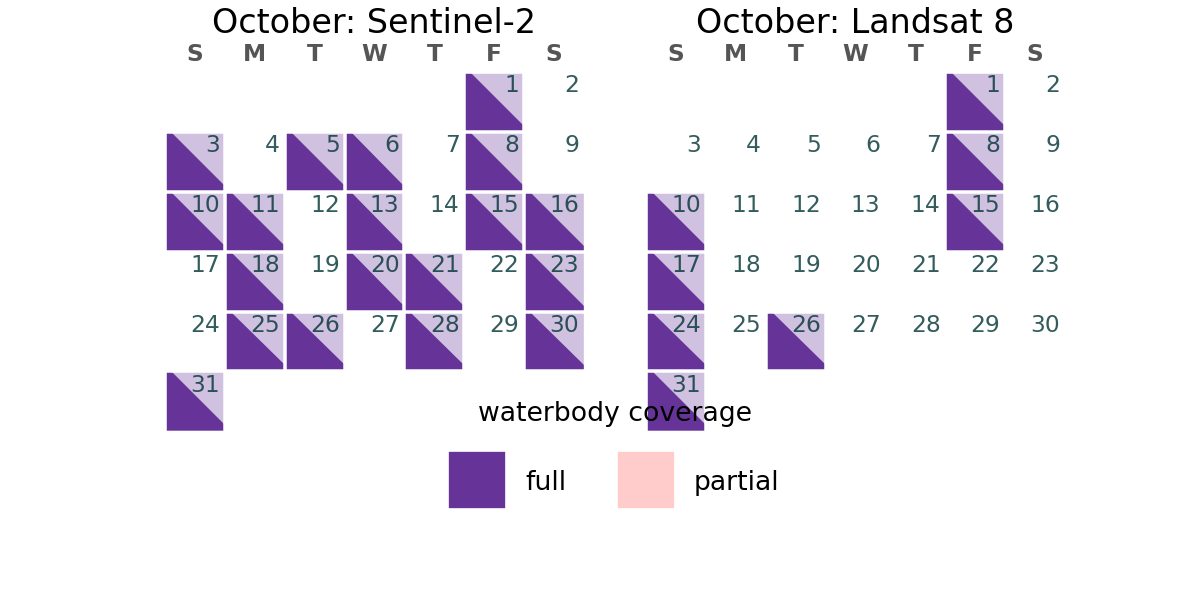 October: Sentinel-2
S M T W T F S
1 2
3 4 5 6 7 8 9
10 11 12 13 14 15 16
17 18 19 20 21 22 23
24 25 26 27 28 29 30
31
October: Landsat 8
S M T W T F S
1 2
3 4 5 6 7 8 9
10 11 12 13 14 15 16
17 18 19 20 21 22 23
24 25 26 27 28 29 30
31
waterbody coverage
full partial